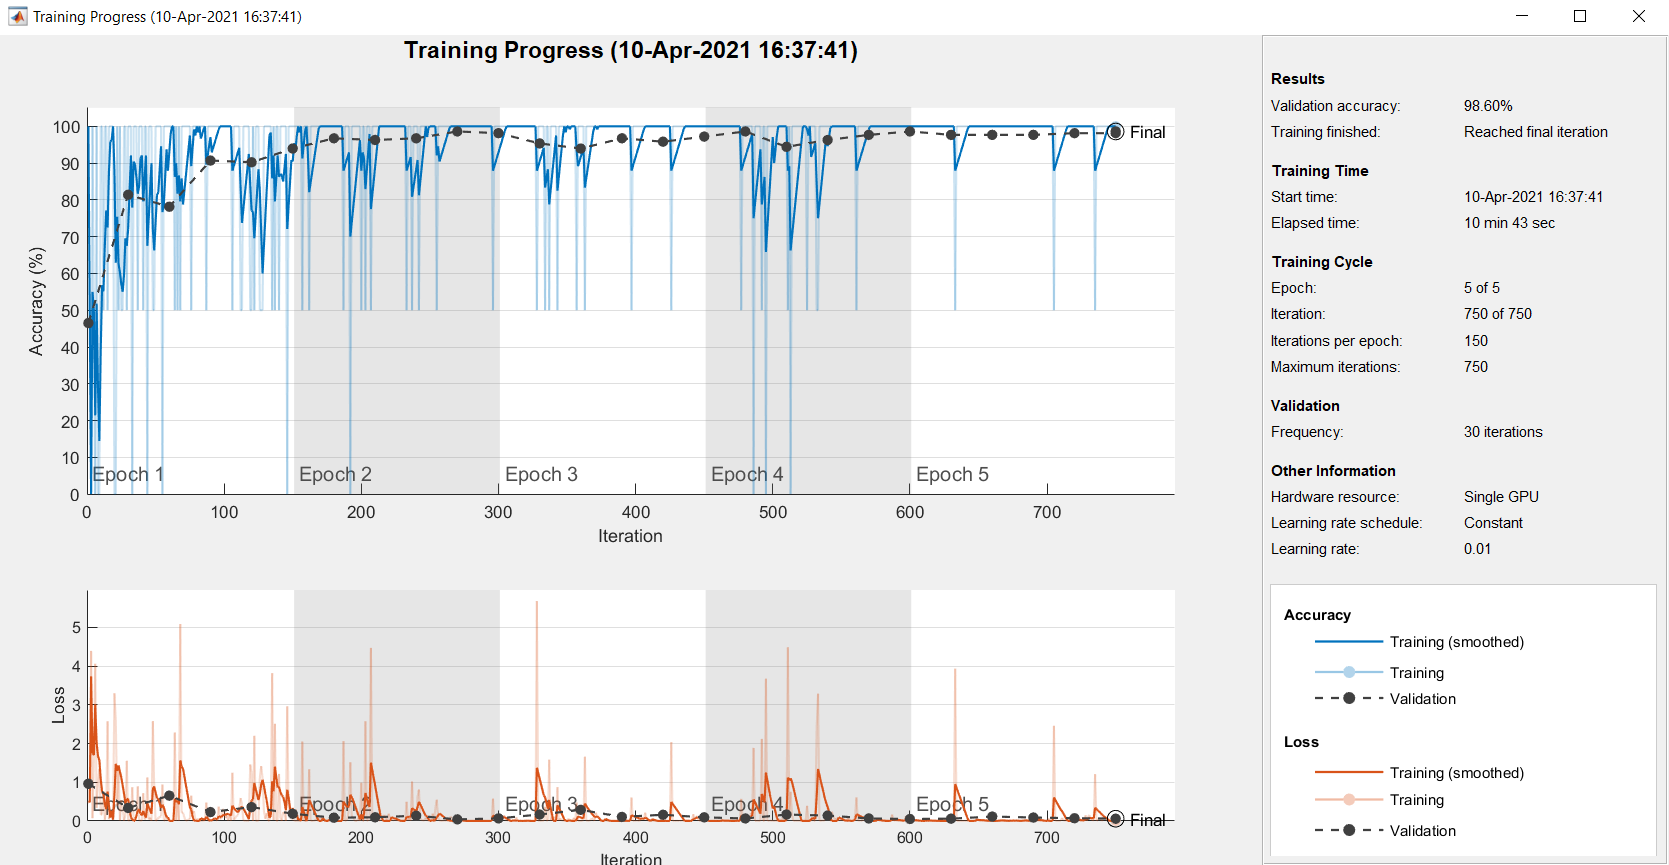 Training Progress (10-Apr-2021 16:37:41)
Training Progress (10-Apr-2021 16:37:41)
Accuracy (%)
100
90
80
70
60
50
40
30
20
10
0
Epoch 1
Epoch 2
Epoch 3
Epoch 4
Epoch 5
Final
0
100
200
300
400
500
600
700
Iteration
Loss
5
4
3
2
1
0
Epoch 1
Epoch 2
Epoch 3
Epoch 4
Epoch 5
Final
0
100
200
300
400
500
600
700
Iteration
Results
Validation accuracy: 98.60%
Training finished: Reached final iteration
Training Time
Start time: 10-Apr-2021 16:37:41
Elapsed time: 10 min 43 sec
Training Cycle
Epoch: 5 of 5
Iteration: 750 of 750
Iterations per epoch: 150
Maximum iterations: 750
Validation
Frequency: 30 iterations
Other Information
Hardware resource: Single GPU
Learning rate schedule: Constant
Learning rate: 0.01
Accuracy
Training (smoothed)
Training
Validation
Loss
Training (smoothed)
Training
Validation